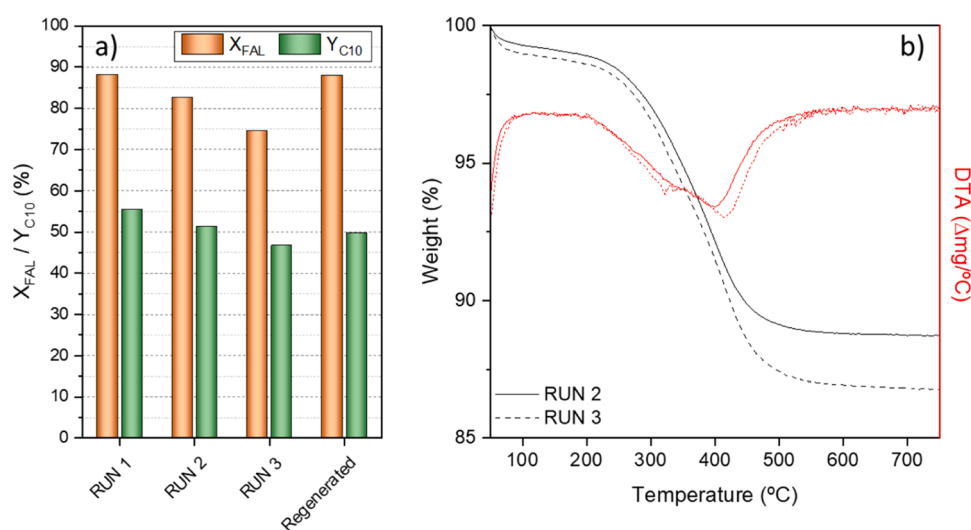 a)
X_FAL
Y_C10
X_FAL / Y_C10 (%)
100
90
80
70
60
50
40
30
20
10
0
RUN 1
RUN 2
RUN 3
Regenerated
b)
Weight (%)
100
95
90
85
RUN 2
RUN 3
100 200 300 400 500 600 700
Temperature (ºC)
DTA (Δmg/ºC)